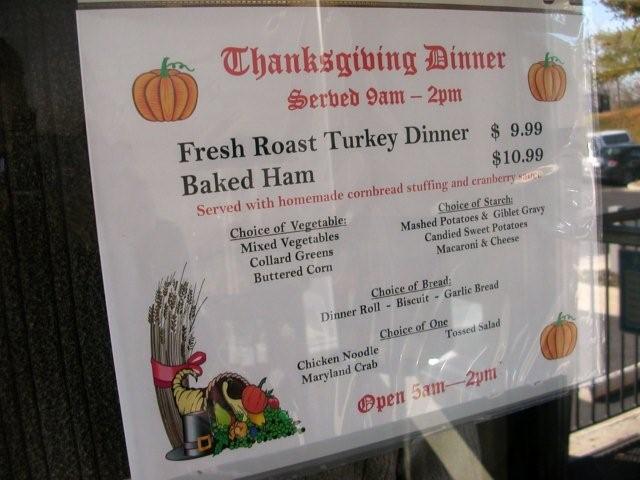 Thanksgiving Dinner
Served 9am – 2pm
Fresh Roast Turkey Dinner $ 9.99
Baked Ham $10.99
Served with homemade cornbread stuffing and cranberry sauce
Choice of Vegetable:
Mixed Vegetables
Collard Greens
Buttered Corn
Choice of Starch:
Mashed Potatoes & Giblet Gravy
Candied Sweet Potatoes
Macaroni & Cheese
Choice of Bread:
Dinner Roll - Biscuit - Garlic Bread
Choice of One
Chicken Noodle Tossed Salad
Maryland Crab
Open 5am—2pm